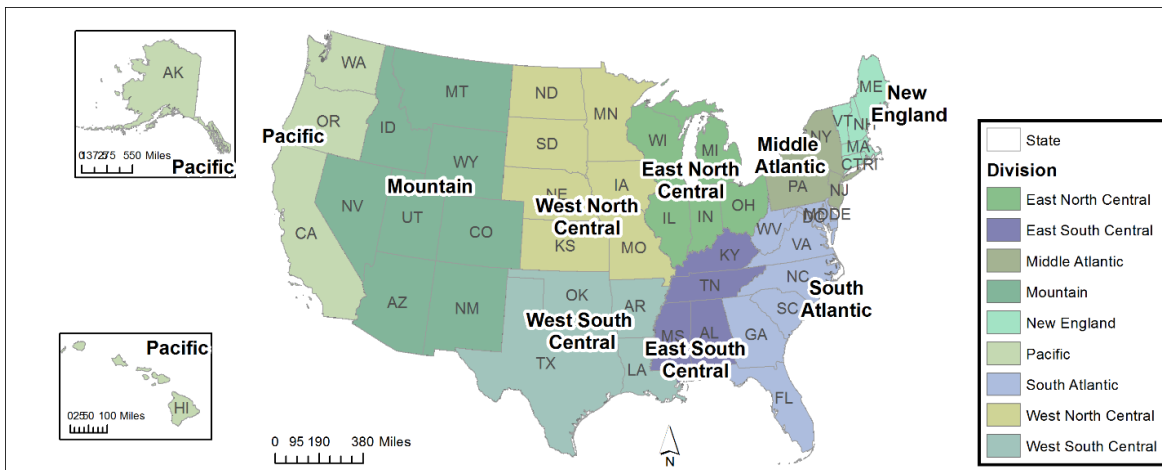 AK
0 137.5 275 550 Miles
Pacific
Pacific
HI
0 25 50 100 Miles
WA
OR
Pacific
CA
MT
ID
WY
Mountain
NV
UT
CO
AZ
NM
ND
MN
SD
NE
IA
West North
Central
KS
MO
OK
AR
West South
Central
TX
LA
WI
MI
East North
Central
IL
IN
OH
KY
TN
MS
AL
East South
Central
ME
New
England
VT
NH
NY
MA
CT
RI
Middle
Atlantic
PA
NJ
MD
DE
DC
WV
VA
NC
South
Atlantic
SC
GA
FL
0 95 190 380 Miles
N
State
Division
East North Central
East South Central
Middle Atlantic
Mountain
New England
Pacific
South Atlantic
West North Central
West South Central